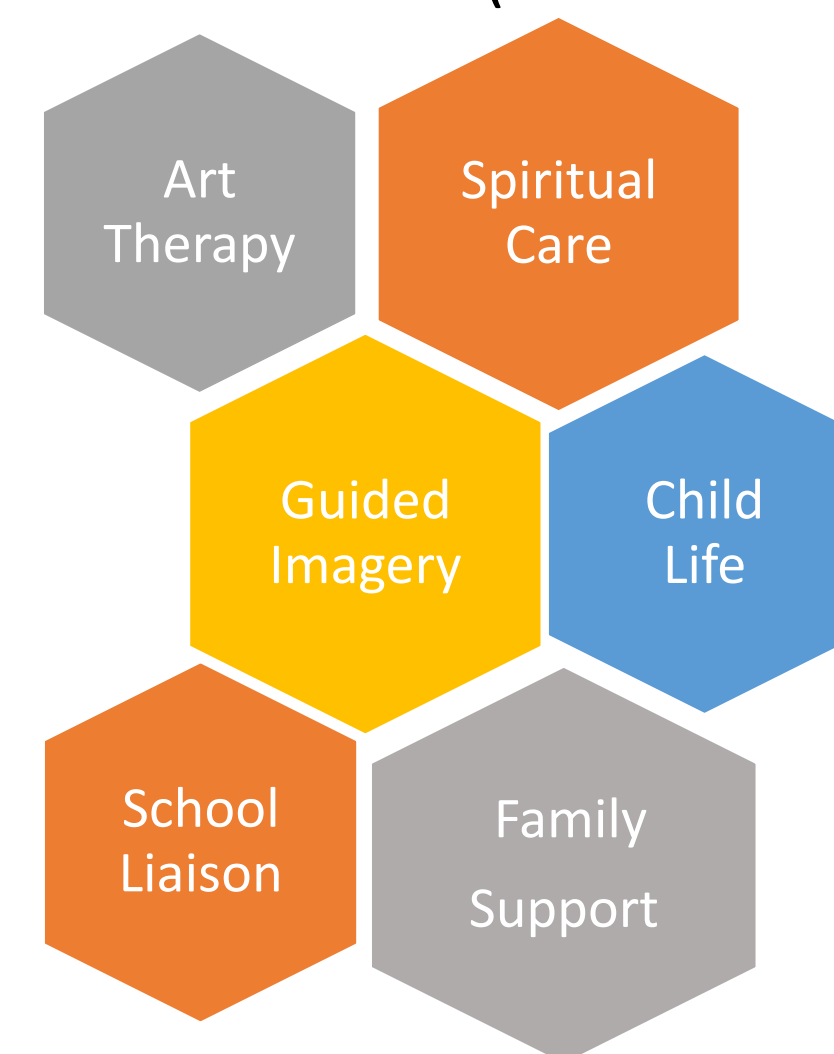 Art
Therapy
Spiritual
Care
Guided
Imagery
Child
Life
School
Liaison
Family
Support